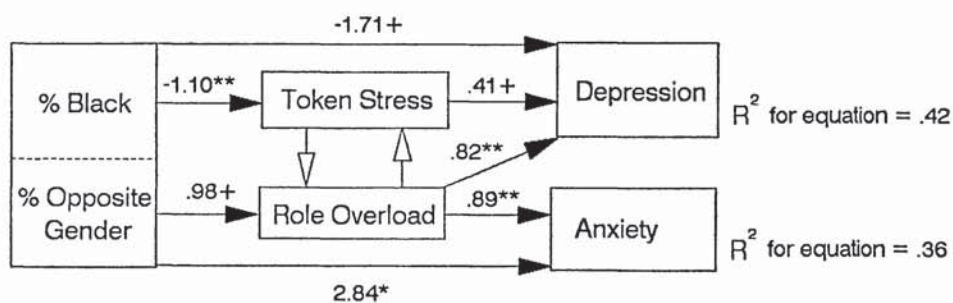 -1.71+
% Black
-1.10**
Token Stress
.41+
Depression
R² for equation = .42
.82**
% Opposite
Gender
.98+
Role Overload
.89**
Anxiety
R² for equation = .36
2.84*